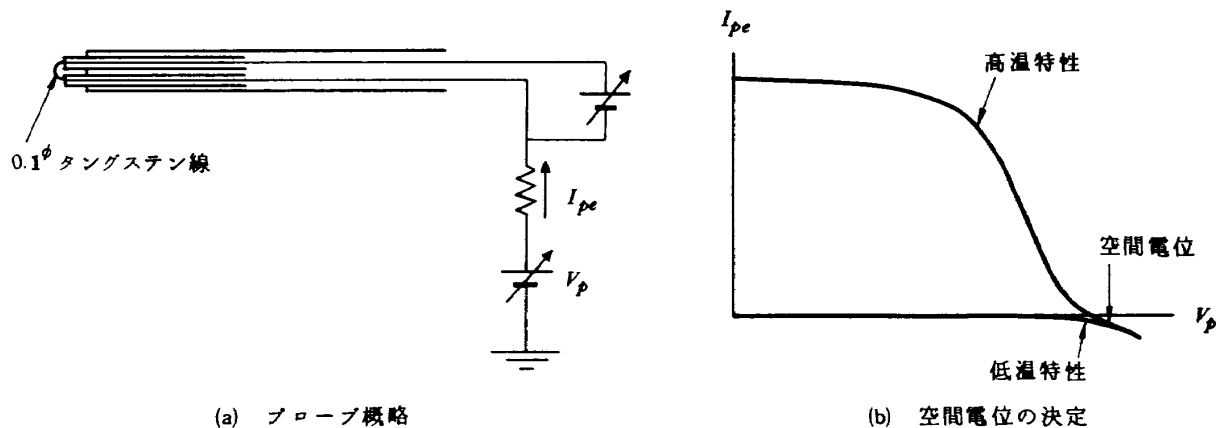 0.1φ タングステン線
I_pe
V_p
(a) プローブ概略
I_pe
高温特性
空間電位
V_p
低温特性
(b) 空間電位の決定